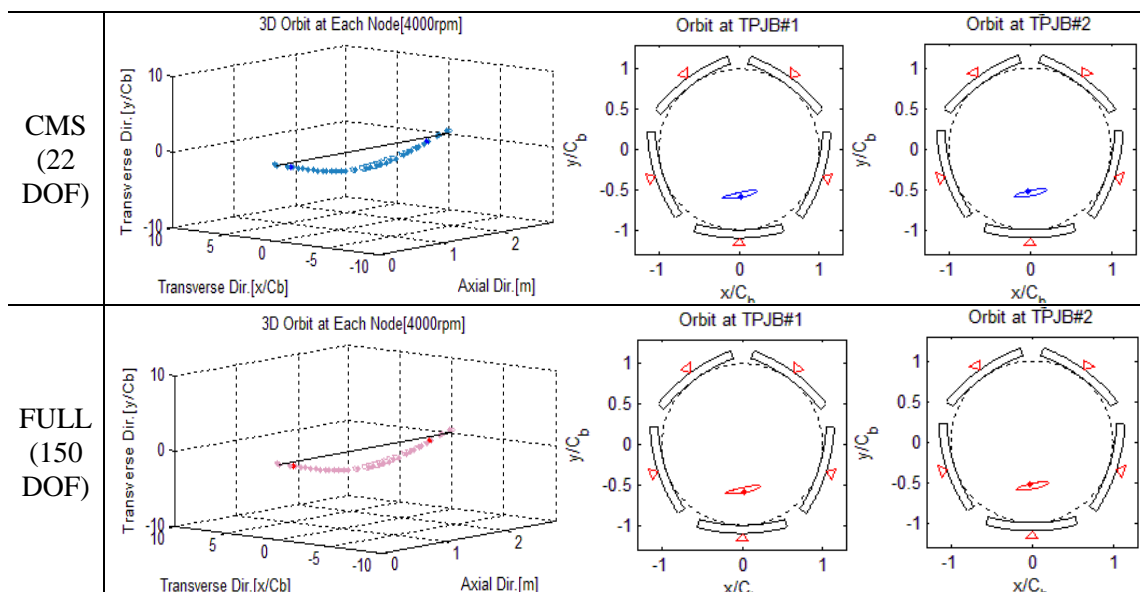 CMS
(22
DOF)
3D Orbit at Each Node[4000rpm]
Transverse Dir.[y/Cb]
10
0
-10
10
5
0
-5
-10
Transverse Dir.[x/Cb]
0
1
2
Axial Dir.[m]
Orbit at TPJB#1
y/C_b
1
0.5
0
-0.5
-1
-1
0
1
x/C_b
Orbit at TPJB#2
y/C_b
1
0.5
0
-0.5
-1
-1
0
1
x/C_b
FULL
(150
DOF)
3D Orbit at Each Node[4000rpm]
Transverse Dir.[y/Cb]
10
0
-10
10
5
0
-5
-10
Transverse Dir.[x/Cb]
0
1
2
Axial Dir.[m]
Orbit at TPJB#1
y/C_b
1
0.5
0
-0.5
-1
-1
0
1
x/C_b
Orbit at TPJB#2
y/C_b
1
0.5
0
-0.5
-1
-1
0
1
x/C_b